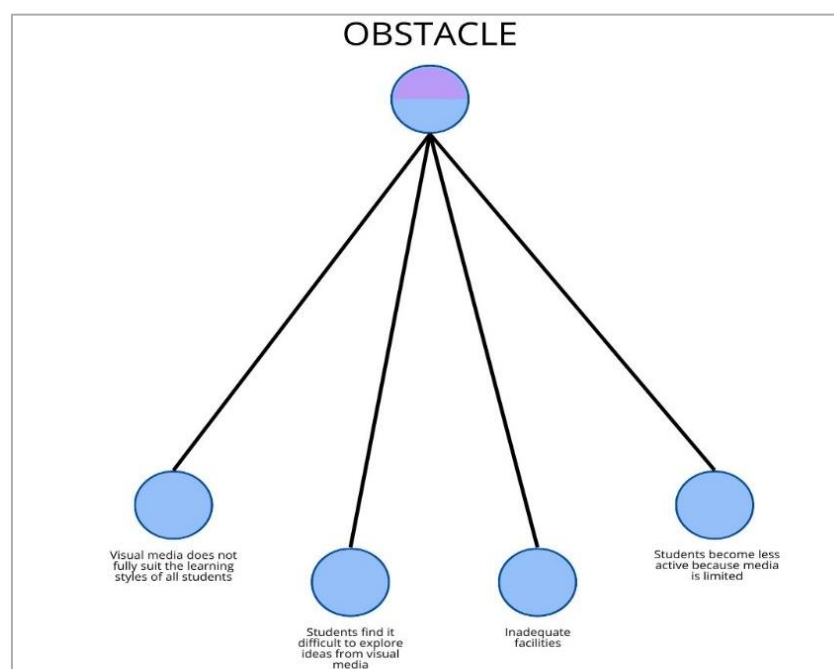 OBSTACLE
Visual media does not
fully suit the learning
styles of all students
Students find it
difficult to explore
ideas from visual
media
Inadequate
facilities
Students become less
active because media
is limited